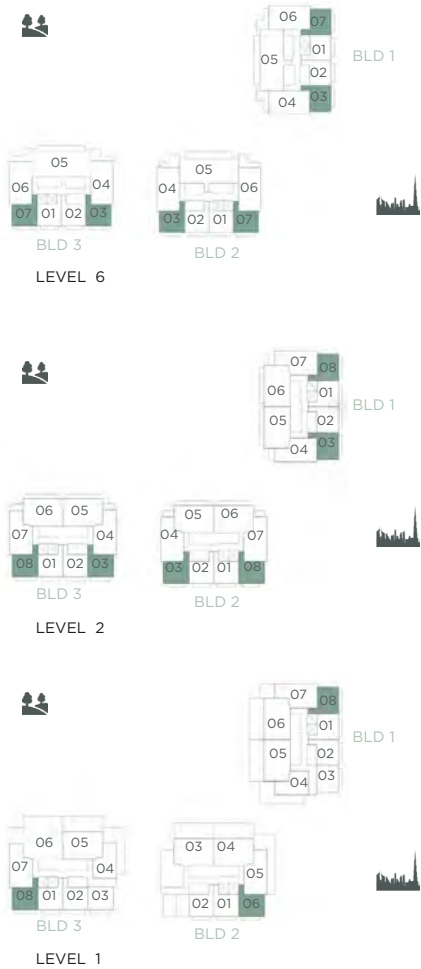 06 07
01
05 BLD 1
02
04 03
05 05
06 04 04 06
07 01 02 03 03 02 01 07
BLD 3 BLD 2
LEVEL 6
07 08
06 01 BLD 1
05 02
04 03
06 05 05 06
07 04 04 07
08 01 02 03 03 02 01 08
BLD 3 BLD 2
LEVEL 2
07 08
06 01 BLD 1
05 02
04 03
06 05 03 04
07 04 05
08 01 02 03 02 01 06
BLD 3 BLD 2
LEVEL 1